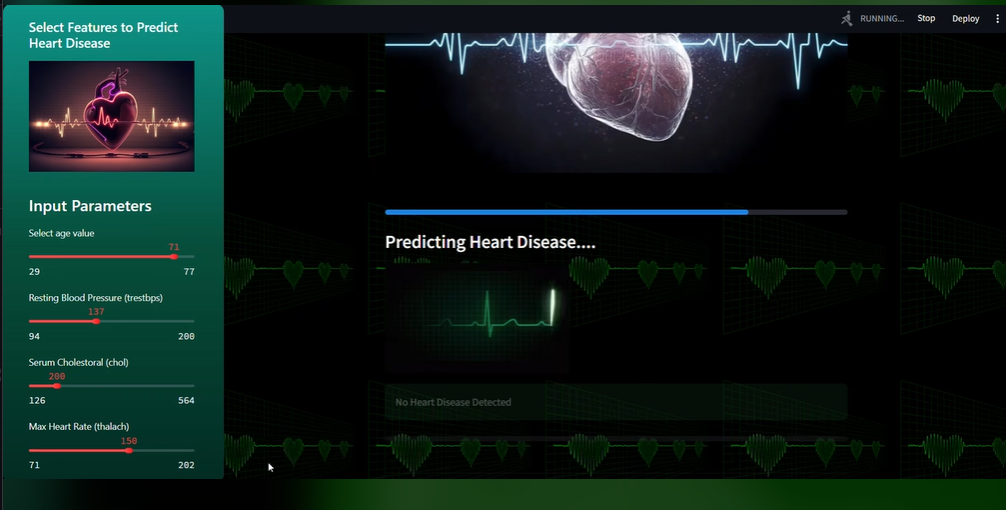 Select Features to Predict
Heart Disease
Input Parameters
Select age value
71
29 77
Resting Blood Pressure (trestbps)
137
94 200
Serum Cholestoral (chol)
200
126 564
Max Heart Rate (thalach)
150
71 202
RUNNING... Stop Deploy
Predicting Heart Disease....
No Heart Disease Detected